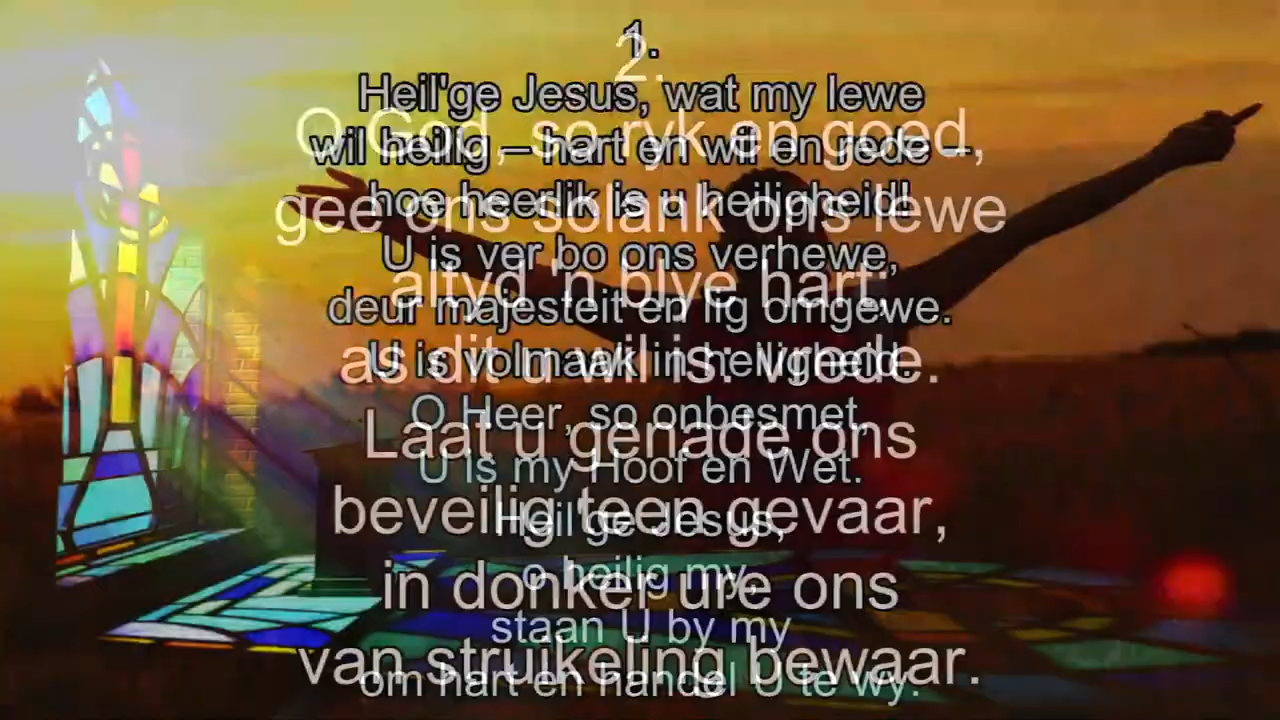 1.
Heil'ge Jesus, wat my lewe
wil heilig – hart en wil en rede –,
hoe heerlik is u heiligheid!
U is ver bo ons verhewe,
deur majesteit en lig omgewe.
U is volmaak in heiligheid.
O Heer, so onbesmet,
U is my Hoof en Wet.
Heil'ge Jesus,
o heilig my,
staan U by my
om hart en handel U te wy.
2.
O God, so ryk en goed,
gee ons solank ons lewe
altyd 'n blye hart;
as dit u wil is: vrede.
Laat u genade ons
beveilig teen gevaar,
in donker ure ons
van struikeling bewaar.